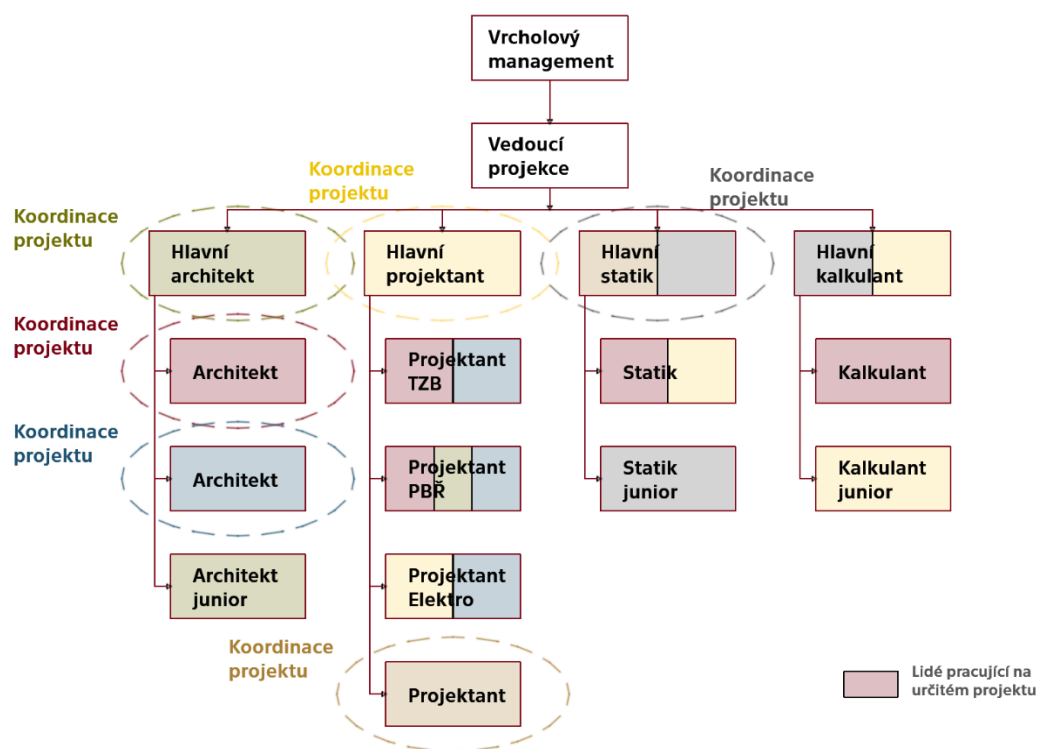 Vrcholový
management
Vedoucí
projekce
Koordinace
projektu
Koordinace
projektu
Koordinace
projektu
Hlavní
architekt
Hlavní
projektant
Hlavní
statik
Hlavní
kalkulant
Koordinace
projektu
Architekt
Projektant
TZB
Statik
Kalkulant
Koordinace
projektu
Architekt
Projektant
PBŘ
Statik
junior
Kalkulant
junior
Architekt
junior
Projektant
Elektro
Koordinace
projektu
Projektant
Lidé pracující na
určitém projektu